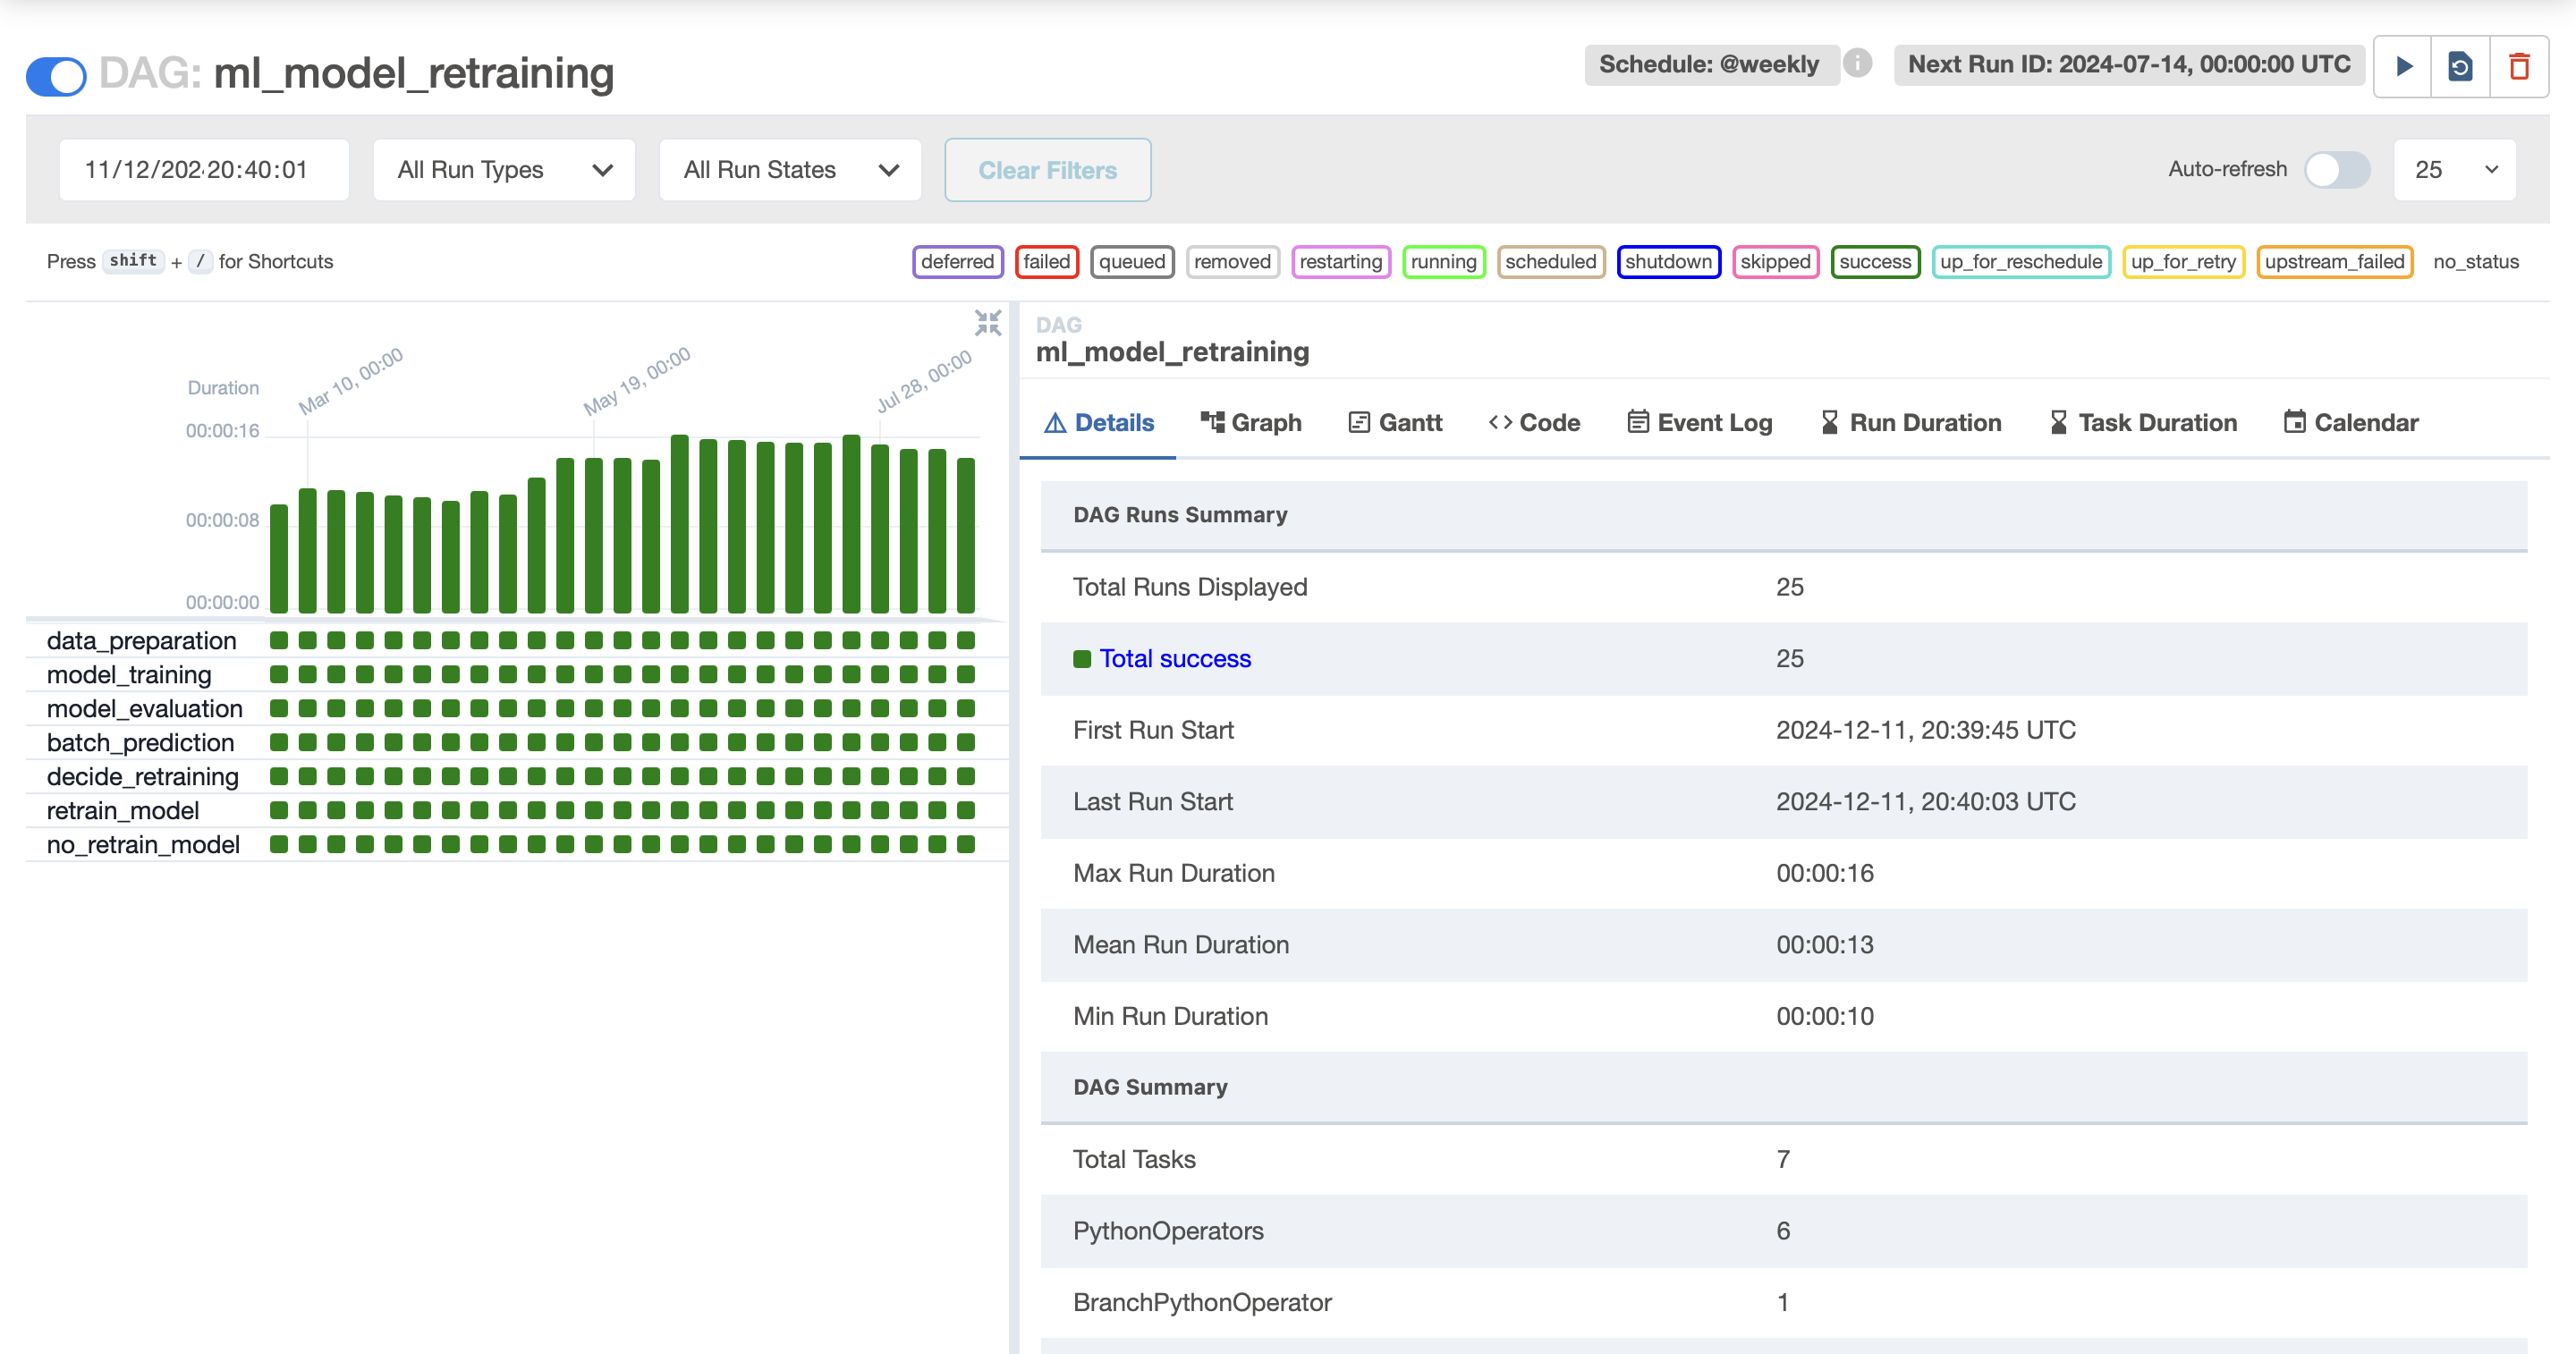 DAG: ml_model_retraining
Schedule: @weekly
Next Run ID: 2024-07-14, 00:00:00 UTC
11/12/202 20:40:01
All Run Types
All Run States
Clear Filters
Auto-refresh
25
Press shift + / for Shortcuts
deferred failed queued removed restarting running scheduled shutdown skipped success up_for_reschedule up_for_retry upstream_failed no_status
Mar 10, 00:00
May 19, 00:00
Jul 28, 00:00
Duration
00:00:16
00:00:08
00:00:00
data_preparation
model_training
model_evaluation
batch_prediction
decide_retraining
retrain_model
no_retrain_model
DAG
ml_model_retraining
Details Graph Gantt Code Event Log Run Duration Task Duration Calendar
DAG Runs Summary
Total Runs Displayed 25
Total success 25
First Run Start 2024-12-11, 20:39:45 UTC
Last Run Start 2024-12-11, 20:40:03 UTC
Max Run Duration 00:00:16
Mean Run Duration 00:00:13
Min Run Duration 00:00:10
DAG Summary
Total Tasks 7
PythonOperators 6
BranchPythonOperator 1